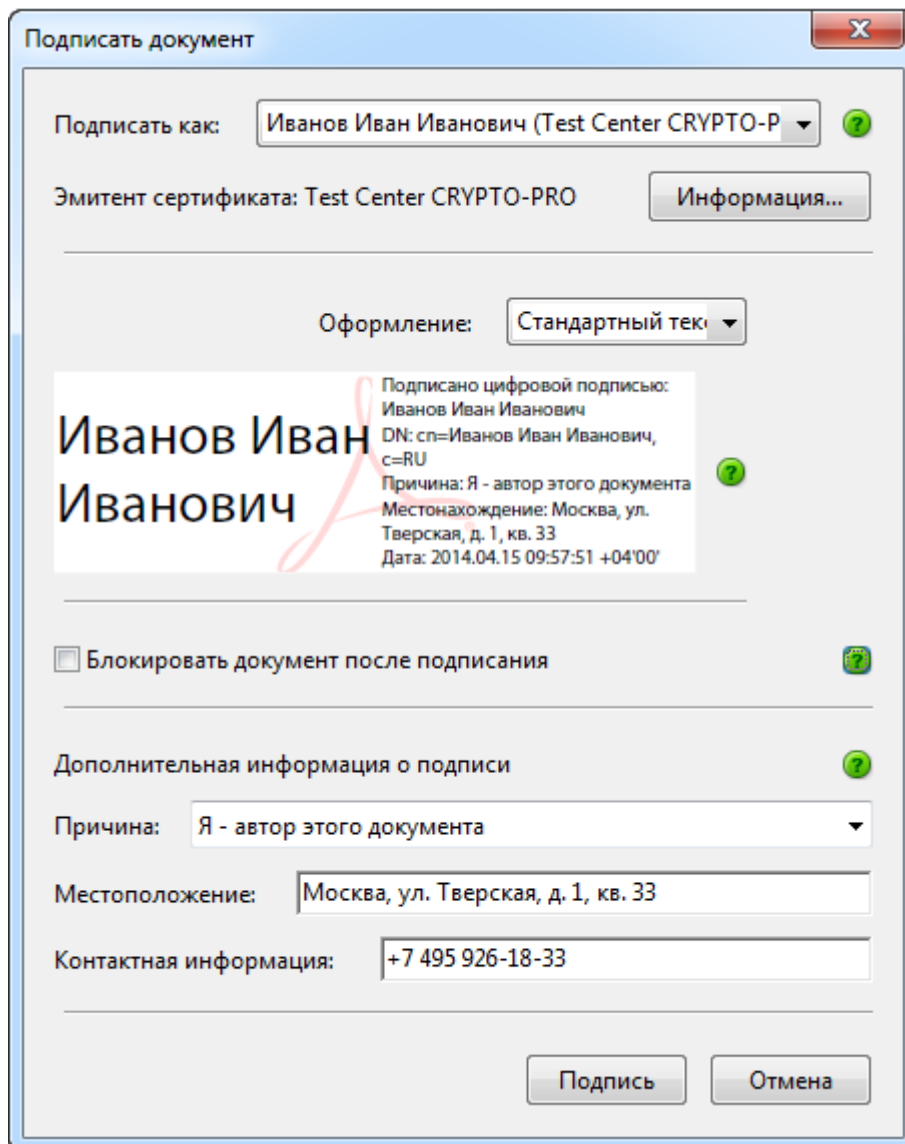 Подписать документ
Подписать как: Иванов Иван Иванович (Test Center CRYPTO-P
Эмитент сертификата: Test Center CRYPTO-PRO Информация...
Оформление: Стандартный тек
Иванов Иван
Иванович
Подписано цифровой подписью:
Иванов Иван Иванович
DN: cn=Иванов Иван Иванович,
c=RU
Причина: Я - автор этого документа
Местонахождение: Москва, ул.
Тверская, д. 1, кв. 33
Дата: 2014.04.15 09:57:51 +04'00'
Блокировать документ после подписания
Дополнительная информация о подписи
Причина: Я - автор этого документа
Местоположение: Москва, ул. Тверская, д. 1, кв. 33
Контактная информация: +7 495 926-18-33
Подпись Отмена